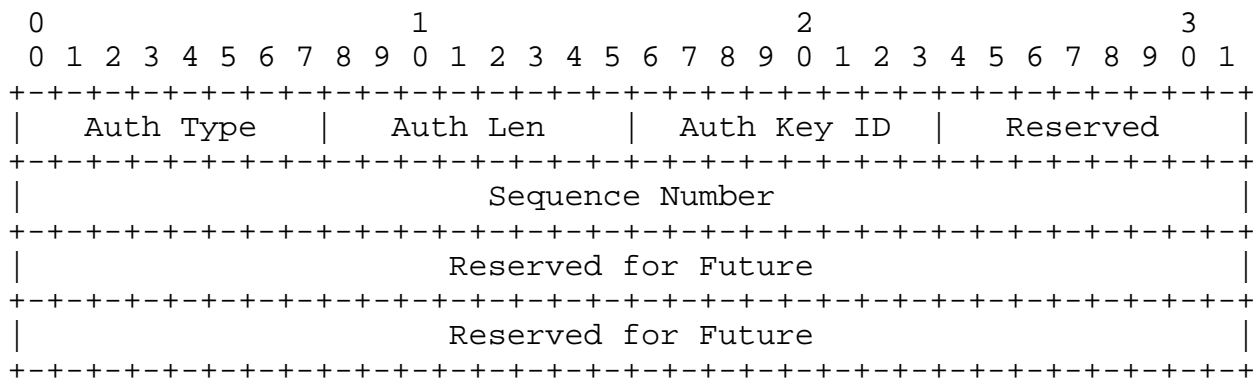 0                   1                   2                   3
 0 1 2 3 4 5 6 7 8 9 0 1 2 3 4 5 6 7 8 9 0 1 2 3 4 5 6 7 8 9 0 1
+-+-+-+-+-+-+-+-+-+-+-+-+-+-+-+-+-+-+-+-+-+-+-+-+-+-+-+-+-+-+-+-+
|   Auth Type   |   Auth Len    |  Auth Key ID  |   Reserved    |
+-+-+-+-+-+-+-+-+-+-+-+-+-+-+-+-+-+-+-+-+-+-+-+-+-+-+-+-+-+-+-+-+
|                        Sequence Number                        |
+-+-+-+-+-+-+-+-+-+-+-+-+-+-+-+-+-+-+-+-+-+-+-+-+-+-+-+-+-+-+-+-+
|                      Reserved for Future                      |
+-+-+-+-+-+-+-+-+-+-+-+-+-+-+-+-+-+-+-+-+-+-+-+-+-+-+-+-+-+-+-+-+
|                      Reserved for Future                      |
+-+-+-+-+-+-+-+-+-+-+-+-+-+-+-+-+-+-+-+-+-+-+-+-+-+-+-+-+-+-+-+-+